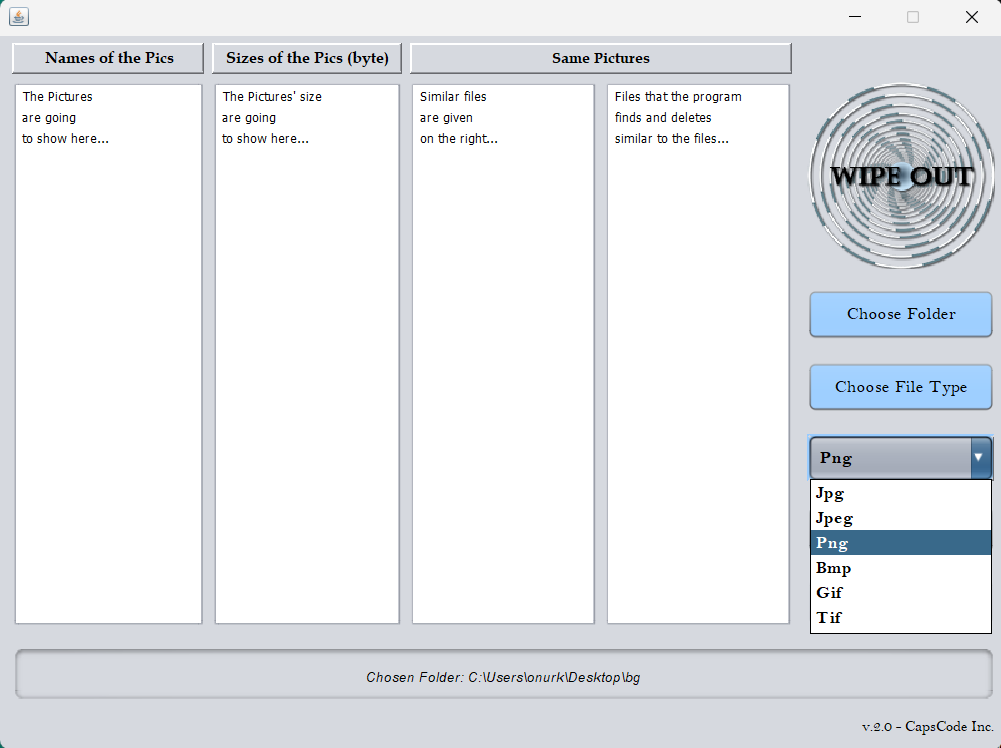 Names of the Pics
Sizes of the Pics (byte)
Same Pictures
The Pictures
are going
to show here...
The Pictures' size
are going
to show here...
Similar files
are given
on the right...
Files that the program
finds and deletes
similar to the files...
WIPE OUT
Choose Folder
Choose File Type
Png
Jpg
Jpeg
Png
Bmp
Gif
Tif
Chosen Folder: C:\Users\onurk\Desktop\bg
v.2.0 - CapsCode Inc.